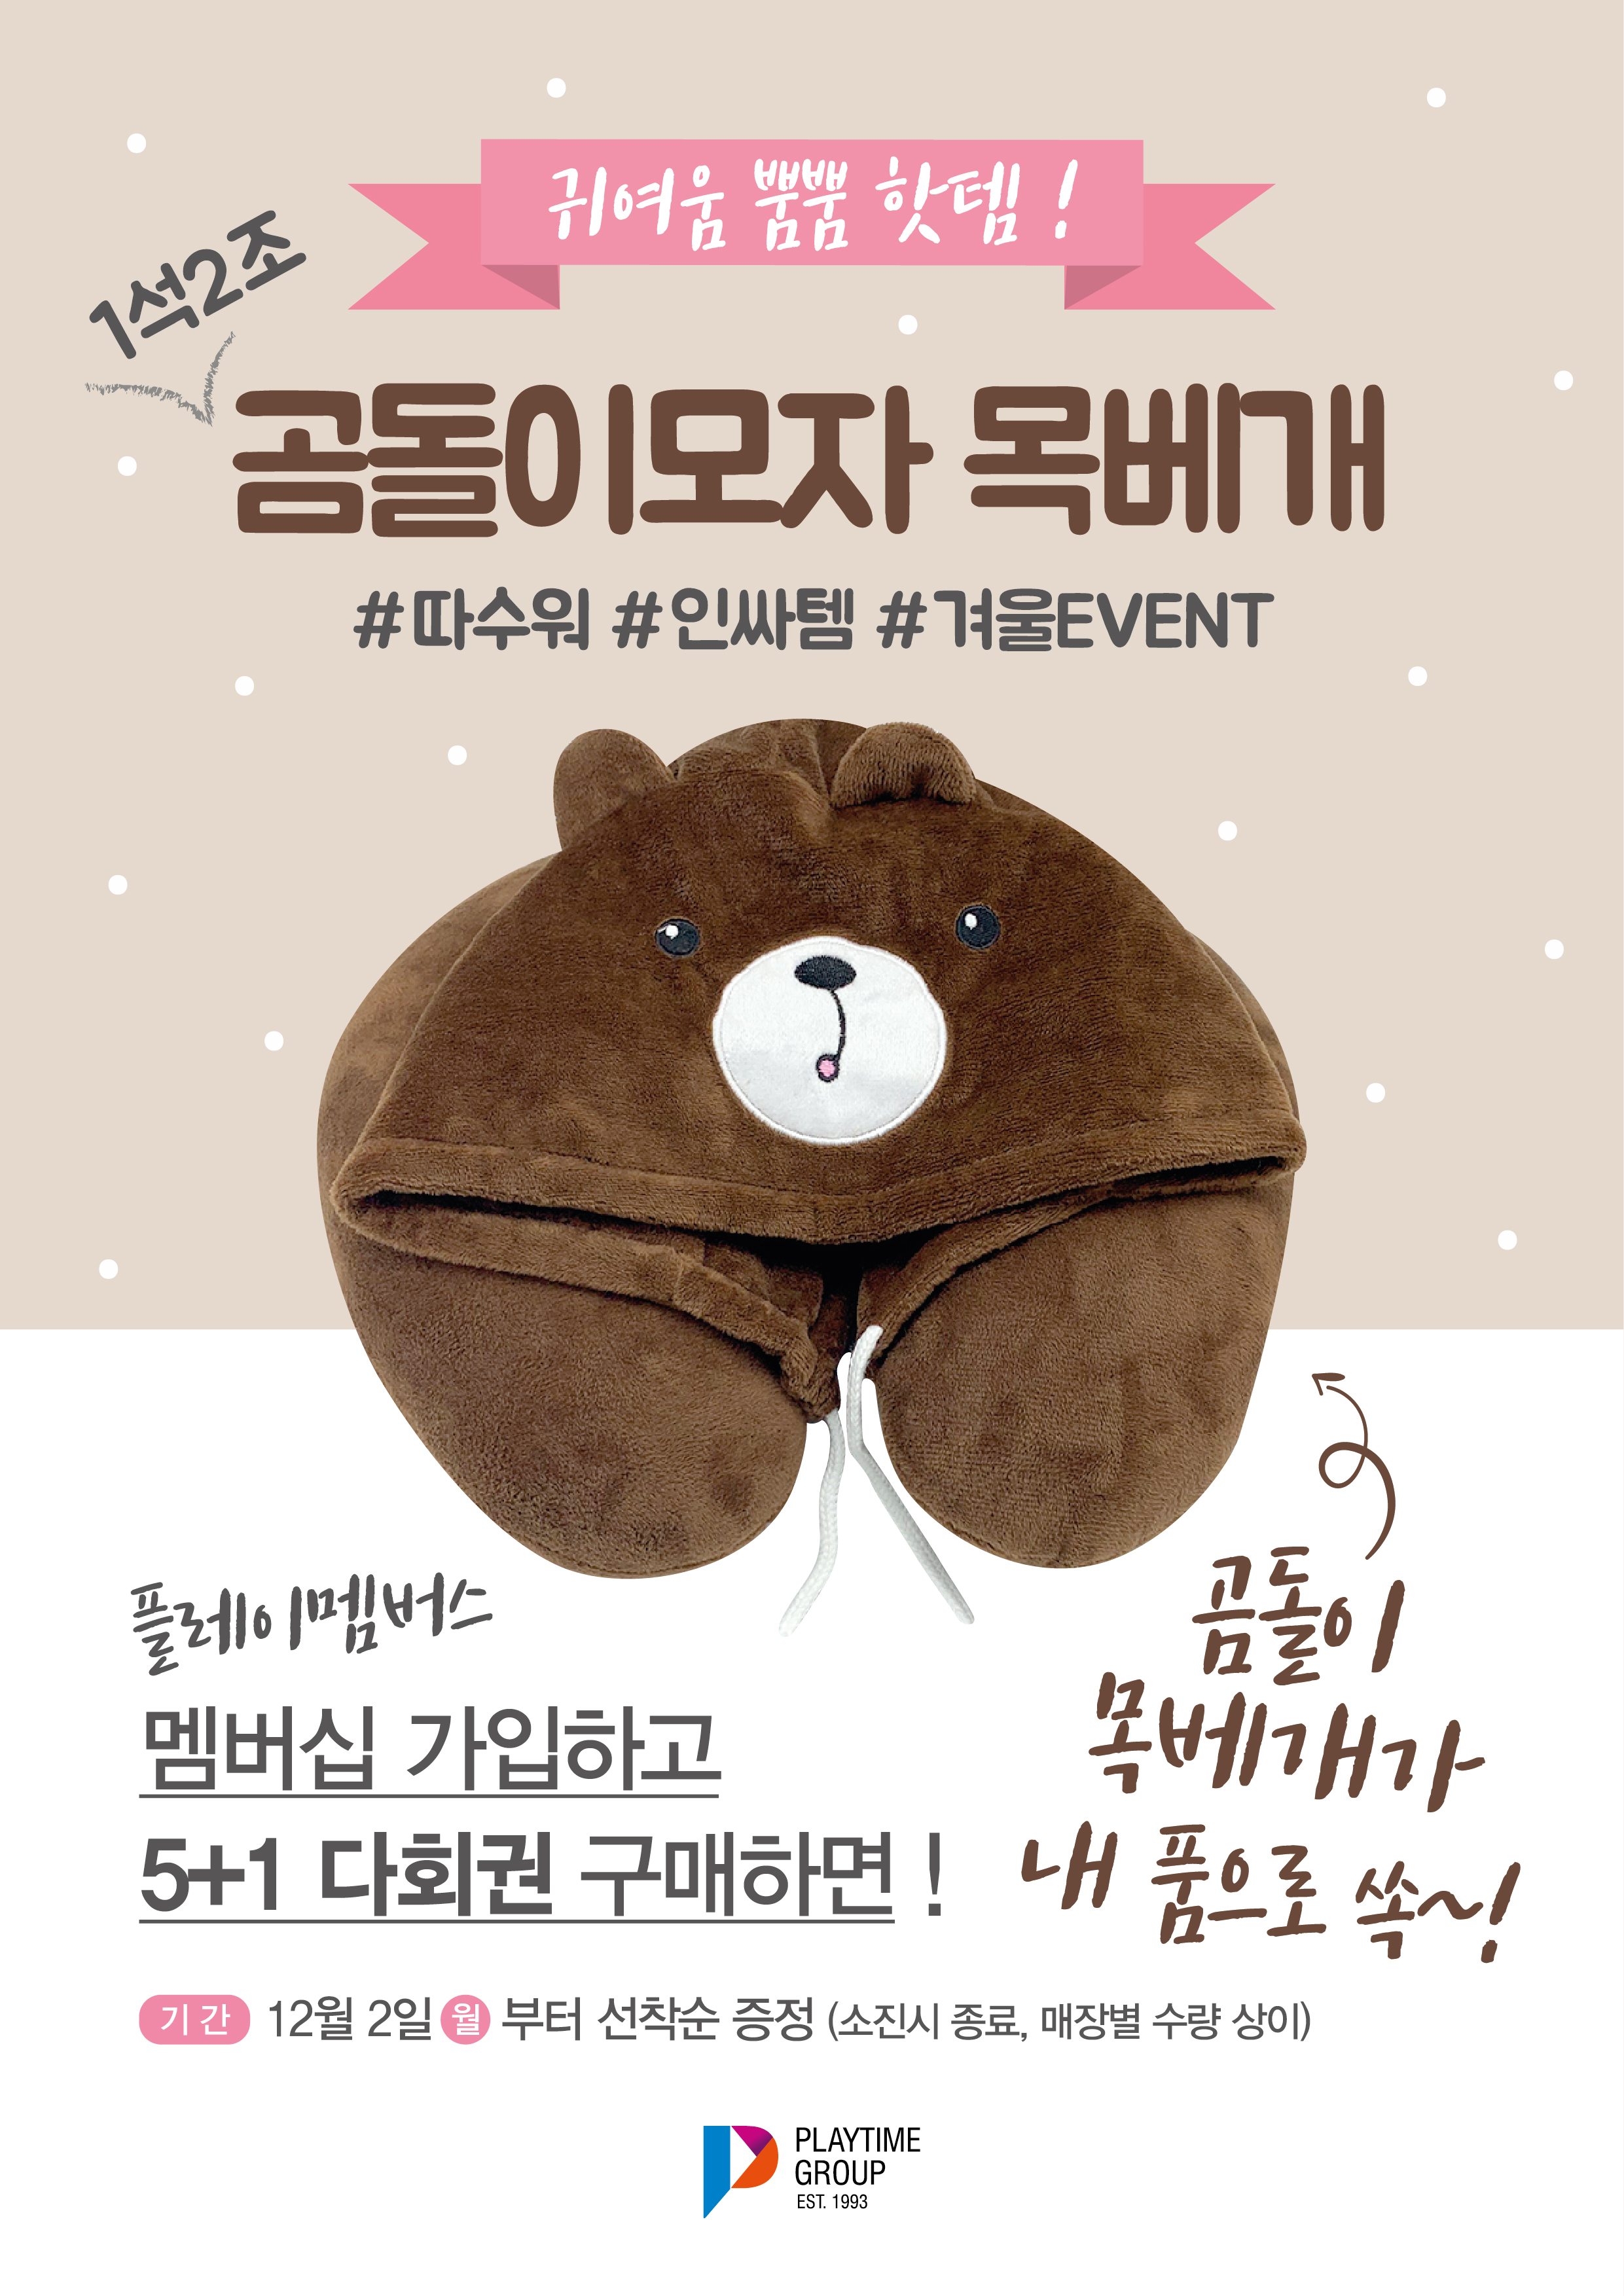 귀여움 뿜뿜 핫템 !
1석2조
곰돌이모자 목베개
#따수워 #인싸템 #겨울EVENT
플레이멤버스
멤버십 가입하고
5+1 다회권 구매하면 !
곰돌이
목베개가
내 품으로 쏙~!
기 간 12월 2일 월 부터 선착순 증정 (소진시 종료, 매장별 수량 상이)
PLAYTIME
GROUP
EST. 1993